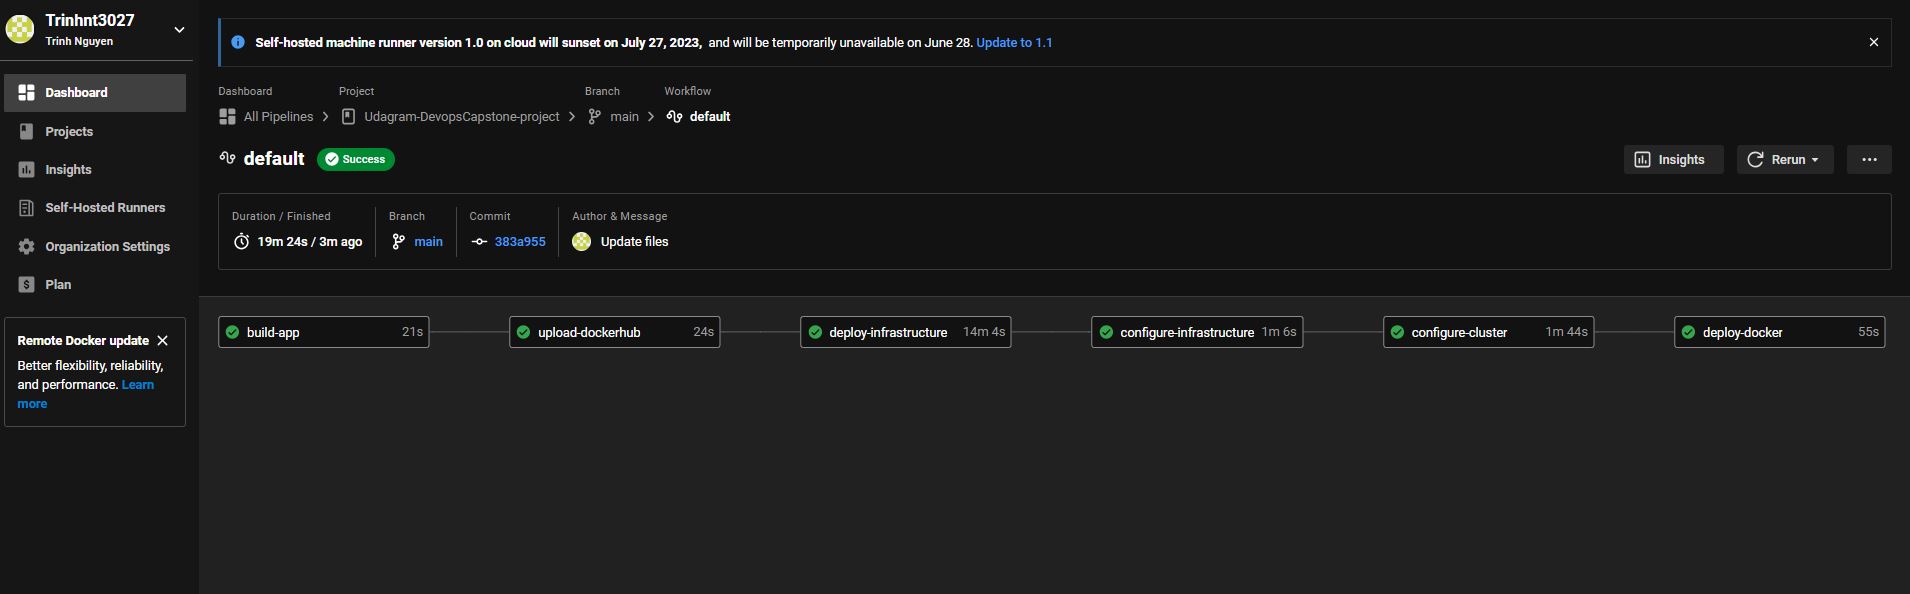 Trinhnt3027
Trinh Nguyen
Dashboard
Projects
Insights
Self-Hosted Runners
Organization Settings
Plan
Remote Docker update
Better flexibility, reliability,
and performance. Learn
more
Self-hosted machine runner version 1.0 on cloud will sunset on July 27, 2023, and will be temporarily unavailable on June 28. Update to 1.1
Dashboard Project Branch Workflow
All Pipelines Udagram-DevopsCapstone-project main default
default Success Insights Rerun
Duration / Finished Branch Commit Author & Message
19m 24s / 3m ago main 383a955 Update files
build-app 21s upload-dockerhub 24s deploy-infrastructure 14m 4s configure-infrastructure 1m 6s configure-cluster 1m 44s deploy-docker 55s